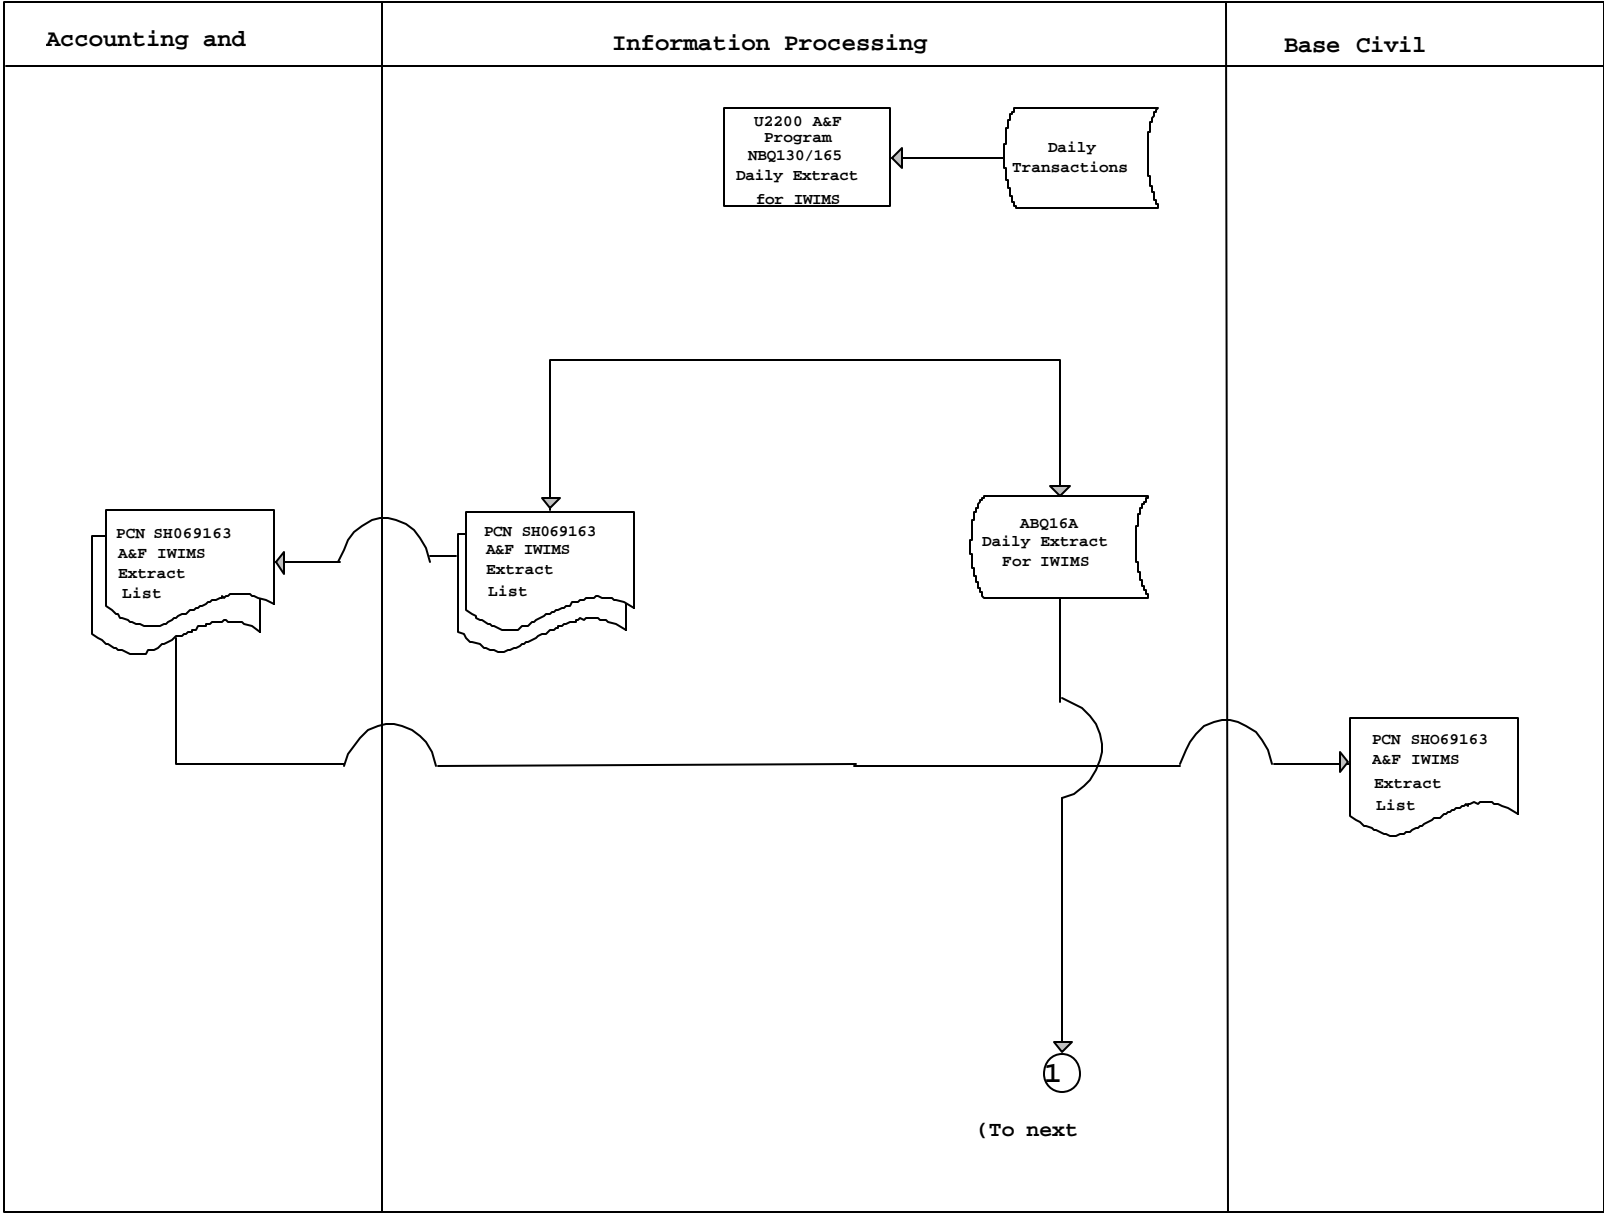 Accounting and
Information Processing
Base Civil
U2200 A&F
Program
NBQ130/165
Daily Extract
for IWIMS
Daily
Transactions
PCN SH069163
A&F IWIMS
Extract
List
PCN SH069163
A&F IWIMS
Extract
List
ABQ16A
Daily Extract
For IWIMS
PCN SHO69163
A&F IWIMS
Extract
List
1
(To next